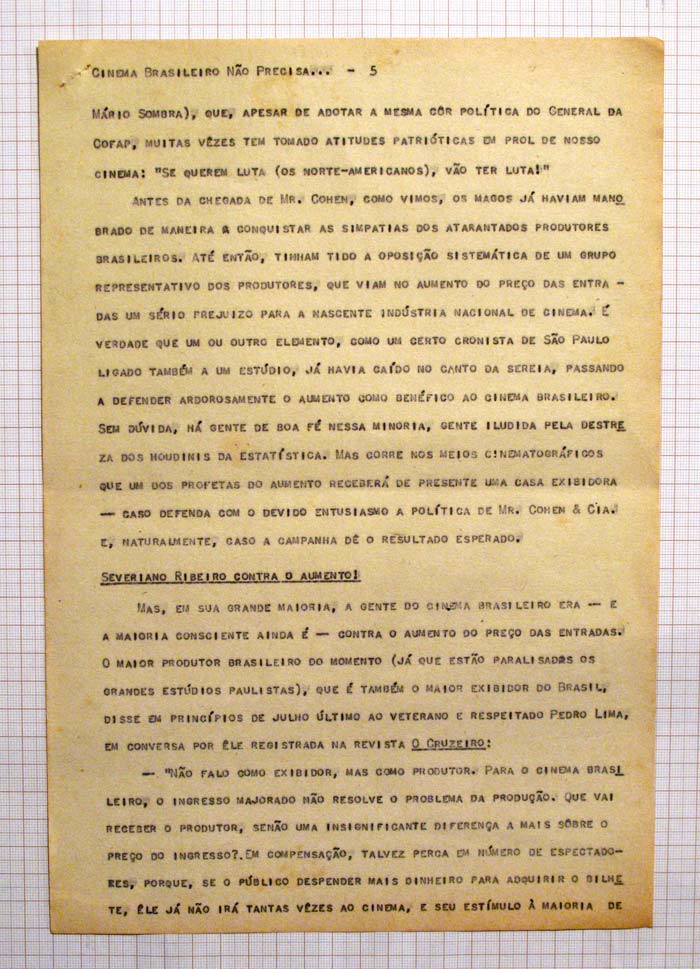 CINEMA BRASILEIRO NÃO PRECISA... - 5
MÁRIO SOMBRA), QUE, APESAR DE ADOTAR A MESMA CÔR POLÍTICA DO GENERAL DA
COFAP, MUITAS VÊZES TEM TOMADO ATITUDES PATRIÓTICAS EM PROL DE NOSSO
CINEMA: "SE QUEREM LUTA (OS NORTE-AMERICANOS), VÃO TER LUTA!"
ANTES DA CHEGADA DE MR. COHEN, COMO VIMOS, OS MAGOS JÁ HAVIAM MANO
BRADO DE MANEIRA A CONQUISTAR AS SIMPATIAS DOS ATARANTADOS PRODUTORES
BRASILEIROS. ATÉ ENTÃO, TINHAM TIDO A OPOSIÇÃO SISTEMÁTICA DE UM GRUPO
REPRESENTATIVO DOS PRODUTORES, QUE VIAM NO AUMENTO DO PREÇO DAS ENTRA -
DAS UM SÉRIO PREJUIZO PARA A NASCENTE INDÚSTRIA NACIONAL DE CINEMA. É
VERDADE QUE UM OU OUTRO ELEMENTO, COMO UM CERTO CRONISTA DE SÃO PAULO
LIGADO TAMBÉM A UM ESTÚDIO, JÁ HAVIA CAÍDO NO CANTO DA SEREIA, PASSANDO
A DEFENDER ARDOROSAMENTE O AUMENTO COMO BENÉFICO AO CINEMA BRASILEIRO.
SEM DÚVIDA, HÁ GENTE DE BOA FÉ NESSA MINORIA, GENTE ILUDIDA PELA DESTRE
ZA DOS HOUDINIS DA ESTATÍSTICA. MAS CORRE NOS MEIOS CINEMATOGRÁFICOS
QUE UM DOS PROFETAS DO AUMENTO RECEBERÁ DE PRESENTE UMA CASA EXIBIDORA
— CASO DEFENDA COM O DEVIDO ENTUSIASMO A POLÍTICA DE MR. COHEN & CIA.
E, NATURALMENTE, CASO A CAMPANHA DÊ O RESULTADO ESPERADO.
SEVERIANO RIBEIRO CONTRA O AUMENTO!
MAS, EM SUA GRANDE MAIORIA, A GENTE DO CINEMA BRASILEIRO ERA — E
A MAIORIA CONSCIENTE AINDA É — CONTRA O AUMENTO DO PREÇO DAS ENTRADAS.
O MAIOR PRODUTOR BRASILEIRO DO MOMENTO (JÁ QUE ESTÃO PARALISADOS OS
GRANDES ESTÚDIOS PAULISTAS), QUE É TAMBÉM O MAIOR EXIBIDOR DO BRASIL,
DISSE EM PRINCÍPIOS DE JULHO ÚLTIMO AO VETERANO E RESPEITADO PEDRO LIMA,
EM CONVERSA POR ÊLE REGISTRADA NA REVISTA O CRUZEIRO:
— "NÃO FALO COMO EXIBIDOR, MAS COMO PRODUTOR. PARA O CINEMA BRASI
LEIRO, O INGRESSO MAJORADO NÃO RESOLVE O PROBLEMA DA PRODUÇÃO. QUE VAI
RECEBER O PRODUTOR, SENÃO UMA INSIGNIFICANTE DIFERENÇA A MAIS SÔBRE O
PREÇO DO INGRESSO?.EM COMPENSAÇÃO, TALVEZ PERCA EM NÚMERO DE ESPECTADO-
RES, PORQUE, SE O PÚBLICO DESPENDER MAIS DINHEIRO PARA ADQUIRIR O BILHE
TE, ÊLE JÁ NÃO IRÁ TANTAS VÊZES AO CINEMA, E SEU ESTÍMULO À MAIORIA DE